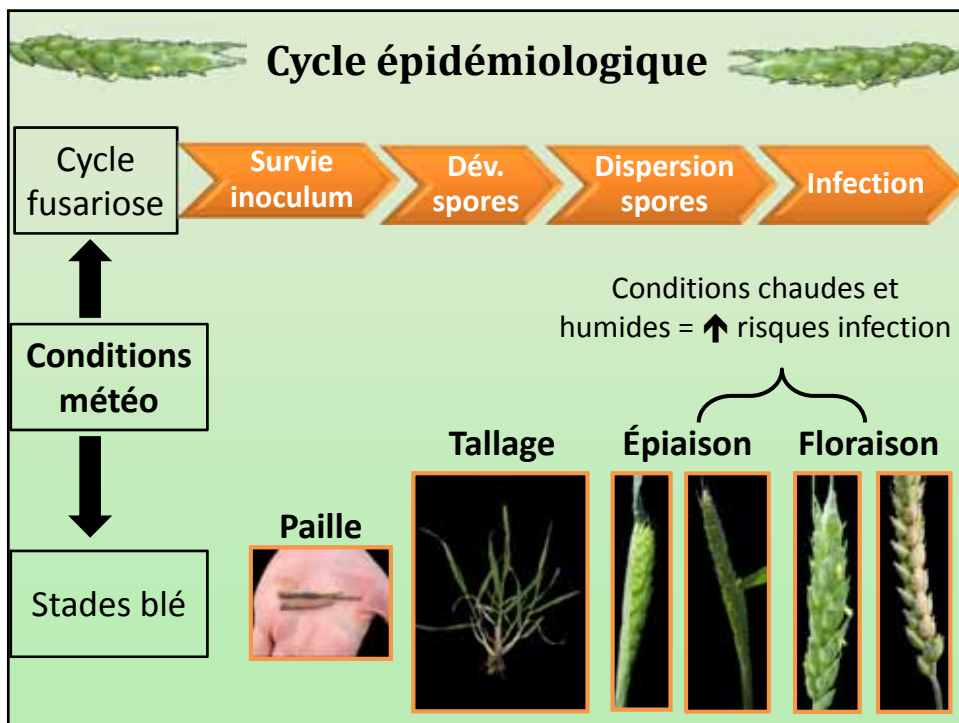 Cycle épidémiologique
Cycle
fusariose
Survie
inoculum
Dév.
spores
Dispersion
spores
Infection
Conditions chaudes et
humides = ↑ risques infection
Conditions
météo
Tallage
Épiaison
Floraison
Paille
Stades blé